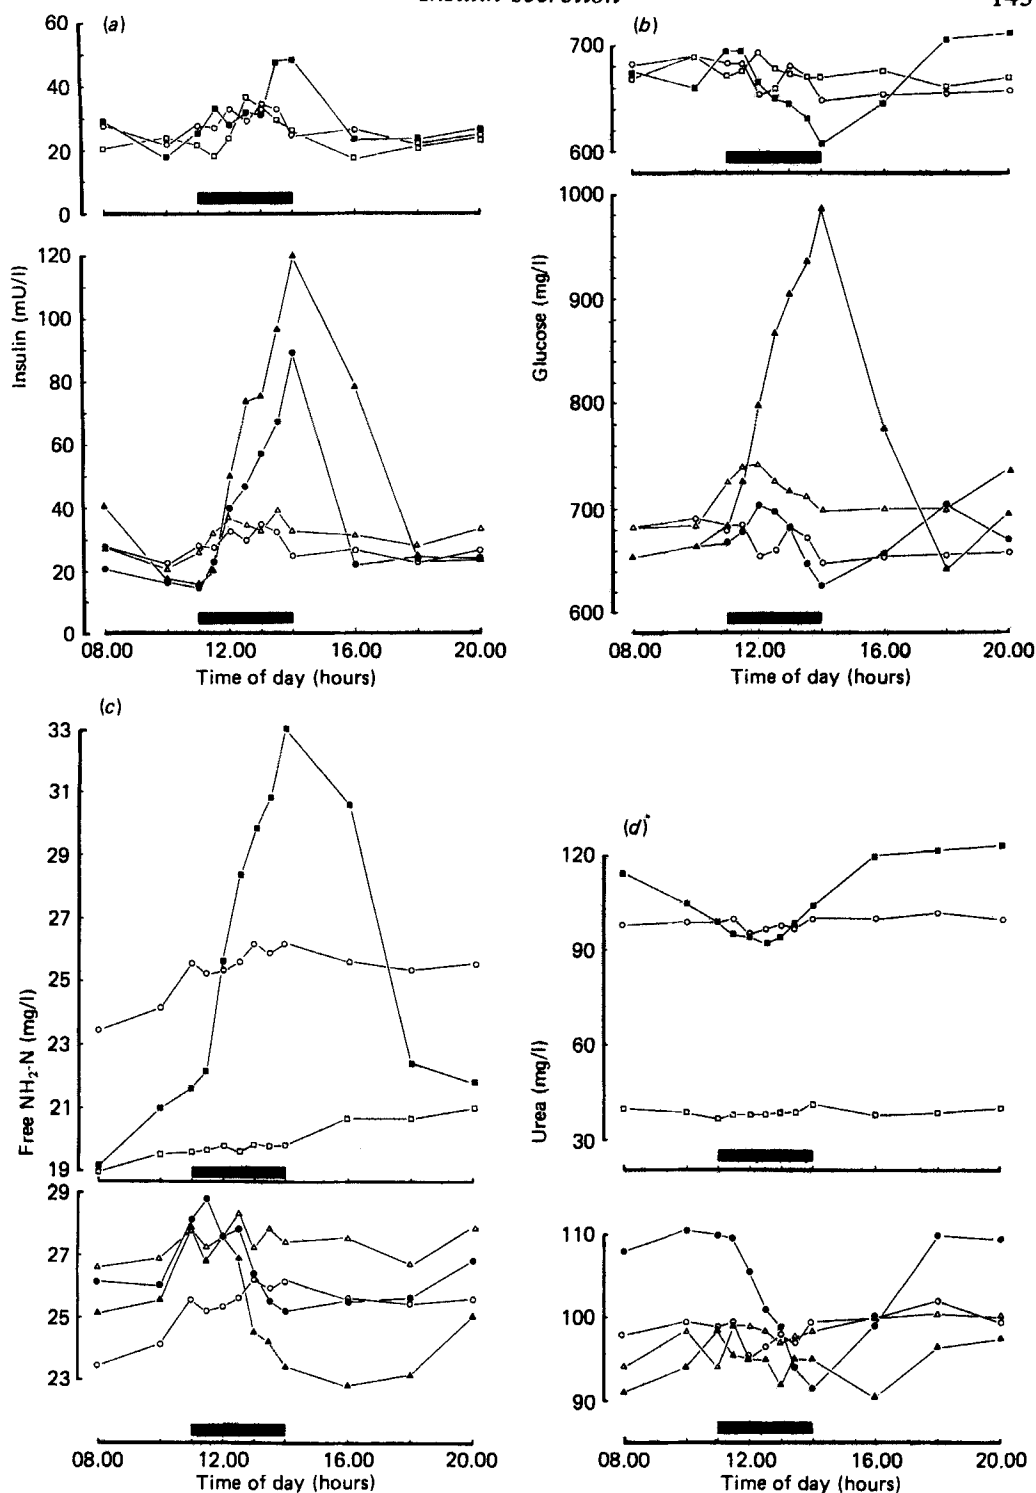 Insulin secretion
143
(a)
60
40
20
0
120
100
80
60
40
20
0
Insulin (mU/l)
08.00 12.00 16.00 20.00
Time of day (hours)
(b)
700
600
1000
900
800
700
600
Glucose (mg/l)
08.00 12.00 16.00 20.00
Time of day (hours)
(c)
33
31
29
27
25
23
21
19
29
27
25
23
Free NH2-N (mg/l)
08.00 12.00 16.00 20.00
Time of day (hours)
(d)
120
90
60
30
110
100
90
Urea (mg/l)
08.00 12.00 16.00 20.00
Time of day (hours)